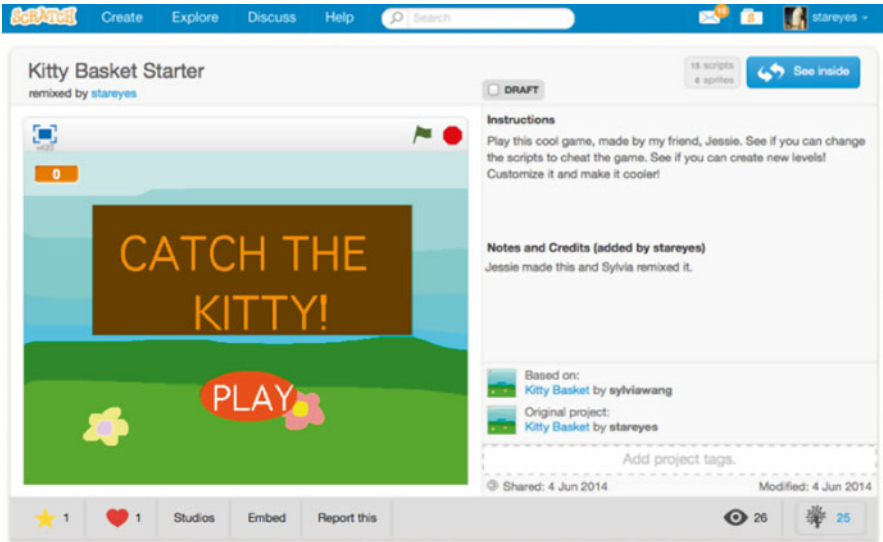 SCRATCH Create Explore Discuss Help Search 8 stareyes
Kitty Basket Starter
remixed by stareyes
DRAFT
See inside
0
CATCH THE
KITTY!
PLAY
Instructions
Play this cool game, made by my friend, Jessie. See if you can change
the scripts to cheat the game. See if you can create new levels!
Customize it and make it cooler!
Notes and Credits (added by stareyes)
Jessie made this and Sylvia remixed it.
Based on:
Kitty Basket by sylviawang
Original project:
Kitty Basket by stareyes
Add project tags.
Shared: 4 Jun 2014 Modified: 4 Jun 2014
1 1 Studios Embed Report this 26 25